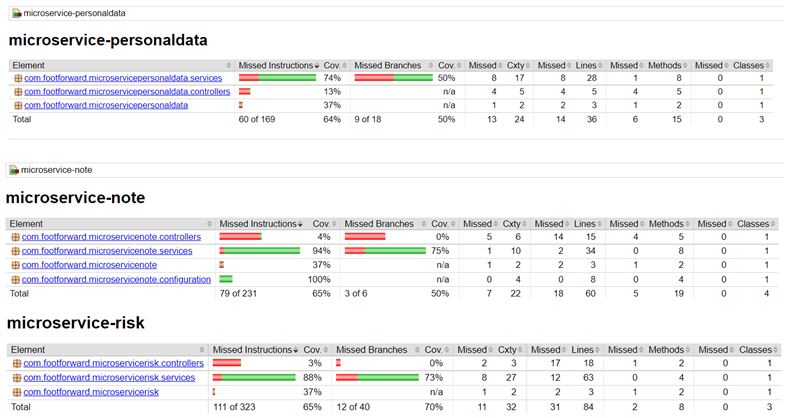 microservice-personaldata
microservice-personaldata
Element Missed Instructions Cov. Missed Branches Cov. Missed Cxty Missed Lines Missed Methods Missed Classes
com.footforward.microservicepersonaldata.services 74% 50% 8 17 8 28 1 8 0 1
com.footforward.microservicepersonaldata.controllers 13% n/a 4 5 4 5 4 5 0 1
com.footforward.microservicepersonaldata 37% n/a 1 2 2 3 1 2 0 1
Total 60 of 169 64% 9 of 18 50% 13 24 14 36 6 15 0 3
microservice-note
microservice-note
Element Missed Instructions Cov. Missed Branches Cov. Missed Cxty Missed Lines Missed Methods Missed Classes
com.footforward.microservicenote.controllers 4% 0% 5 6 14 15 4 5 0 1
com.footforward.microservicenote.services 94% 75% 1 10 2 34 0 8 0 1
com.footforward.microservicenote 37% n/a 1 2 2 3 1 2 0 1
com.footforward.microservicenote.configuration 100% n/a 0 4 0 8 0 4 0 1
Total 79 of 231 65% 3 of 6 50% 7 22 18 60 5 19 0 4
microservice-risk
Element Missed Instructions Cov. Missed Branches Cov. Missed Cxty Missed Lines Missed Methods Missed Classes
com.footforward.microservicerisk.controllers 3% 0% 2 3 17 18 1 2 0 1
com.footforward.microservicerisk.services 88% 73% 8 27 12 63 0 4 0 1
com.footforward.microservicerisk 37% n/a 1 2 2 3 1 2 0 1
Total 111 of 323 65% 12 of 40 70% 11 32 31 84 2 8 0 3